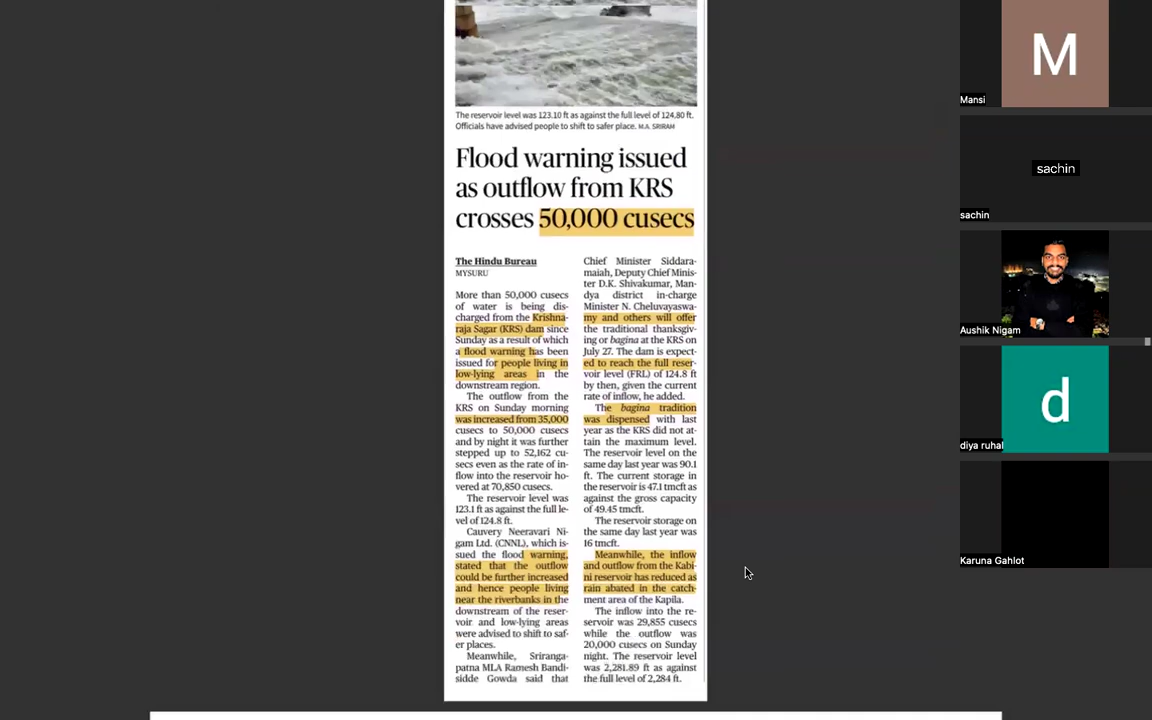 The reservoir level was 123.10 ft as against the full level of 124.80 ft.
Officials have advised people to shift to safer place. M.A. SRIRAM
Flood warning issued
as outflow from KRS
crosses 50,000 cusecs
The Hindu Bureau
MYSURU
More than 50,000 cusecs
of water is being dis-
charged from the Krishna-
raja Sagar (KRS) dam since
Sunday as a result of which
a flood warning has been
issued for people living in
low-lying areas in the
downstream region.
The outflow from the
KRS on Sunday morning
was increased from 35,000
cusecs to 50,000 cusecs
and by night it was further
stepped up to 52,162 cu-
secs even as the rate of in-
flow into the reservoir ho-
vered at 70,850 cusecs.
The reservoir level was
123.1 ft as against the full le-
vel of 124.8 ft.
Cauvery Neeravari Ni-
gam Ltd. (CNNL), which is-
sued the flood warning,
stated that the outflow
could be further increased
and hence people living
near the riverbanks in the
downstream of the reser-
voir and low-lying areas
were advised to shift to saf-
er places.
Meanwhile, Sriranga-
patna MLA Ramesh Bandi-
sidde Gowda said that
Chief Minister Siddara-
maiah, Deputy Chief Minis-
ter D.K. Shivakumar, Man-
dya district in-charge
Minister N. Cheluvayaswa-
my and others will offer
the traditional thanksgiv-
ing or bagina at the KRS on
July 27. The dam is expect-
ed to reach the full reser-
voir level (FRL) of 124.8 ft
by then, given the current
rate of inflow, he added.
The bagina tradition
was dispensed with last
year as the KRS did not at-
tain the maximum level.
The reservoir level on the
same day last year was 90.1
ft. The current storage in
the reservoir is 47.1 tmcft as
against the gross capacity
of 49.45 tmcft.
The reservoir storage on
the same day last year was
16 tmcft.
Meanwhile, the inflow
and outflow from the Kabi-
ni reservoir has reduced as
rain abated in the catch-
ment area of the Kapila.
The inflow into the re-
servoir was 29,855 cusecs
while the outflow was
20,000 cusecs on Sunday
night. The reservoir level
was 2,281.89 ft as against
the full level of 2,284 ft.
M
Mansi
sachin
sachin
Aushik Nigam
d
diya ruhal
Karuna Gahlot